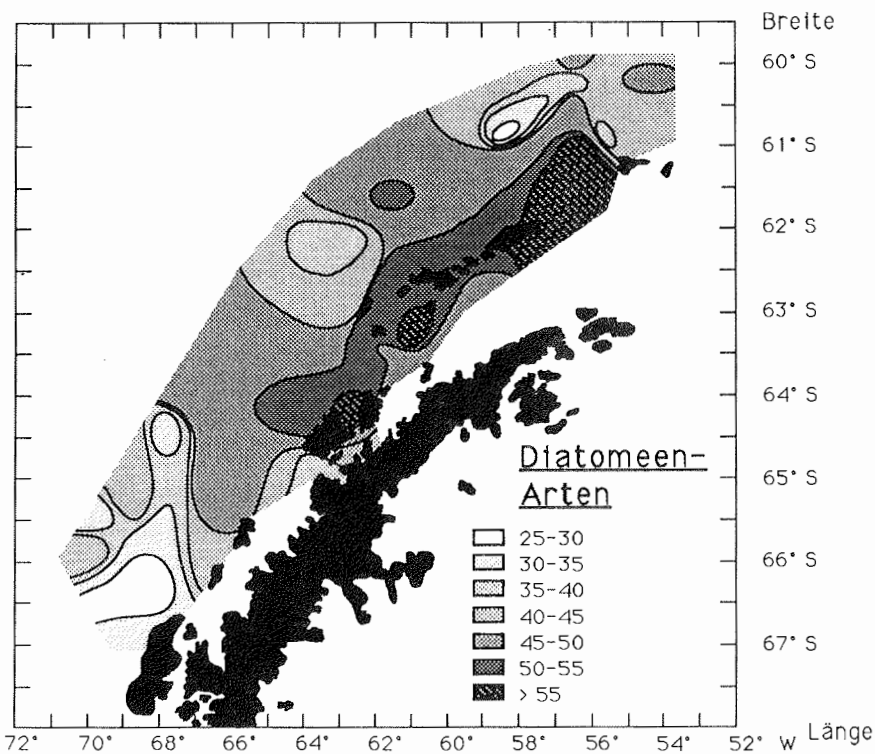 Breite
60° S
61° S
62° S
63° S
64° S
65° S
66° S
67° S
Diatomeen-
Arten
25-30
30-35
35-40
40-45
45-50
50-55
> 55
72° 70° 68° 66° 64° 62° 60° 58° 56° 54° 52° W Länge